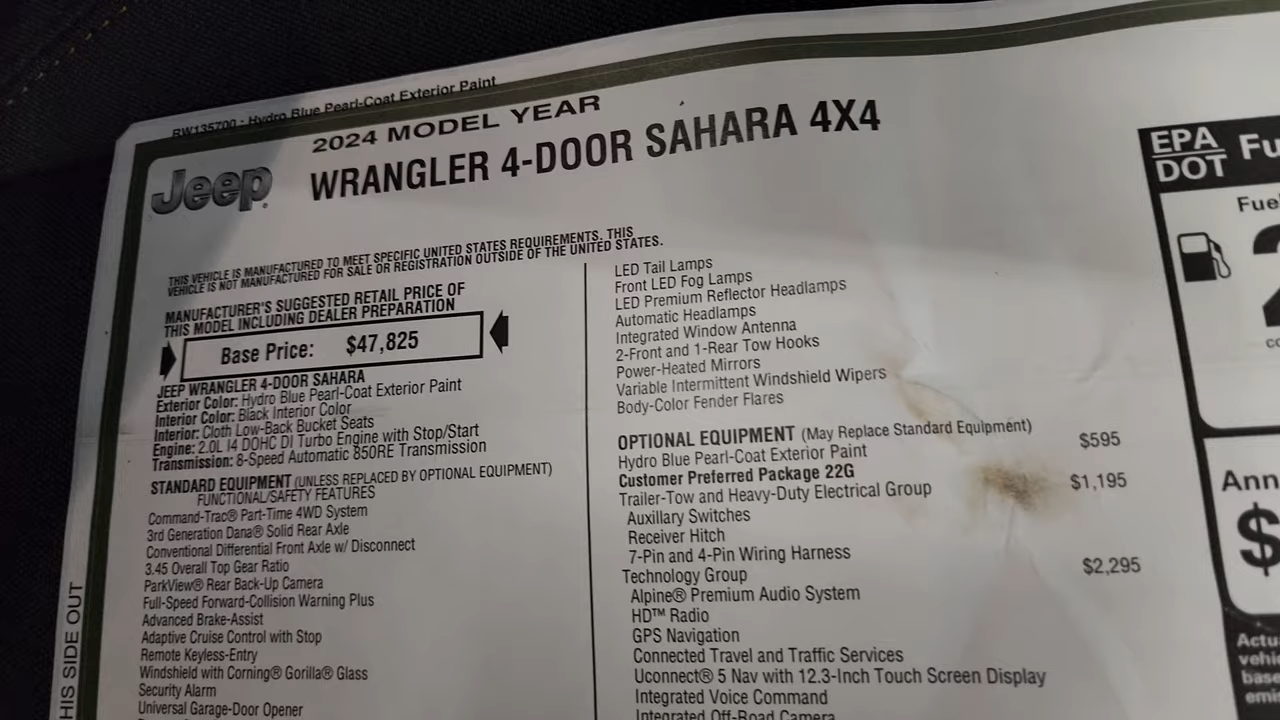 BW135700 : Hydro Blue Pearl-Coat Exterior Paint
2024 MODEL YEAR
Jeep
WRANGLER 4-DOOR SAHARA 4X4
THIS VEHICLE IS MANUFACTURED TO MEET SPECIFIC UNITED STATES REQUIREMENTS. THIS
VEHICLE IS NOT MANUFACTURED FOR SALE OR REGISTRATION OUTSIDE OF THE UNITED STATES.
MANUFACTURER'S SUGGESTED RETAIL PRICE OF
THIS MODEL INCLUDING DEALER PREPARATION
Base Price: $47,825
JEEP WRANGLER 4-DOOR SAHARA
Exterior Color: Hydro Blue Pearl-Coat Exterior Paint
Interior Color: Black Interior Color
Interior: Cloth Low-Back Bucket Seats
Engine: 2.0L I4 DOHC DI Turbo Engine with Stop/Start
Transmission: 8-Speed Automatic 850RE Transmission
STANDARD EQUIPMENT (UNLESS REPLACED BY OPTIONAL EQUIPMENT)
FUNCTIONAL/SAFETY FEATURES
Command-Trac® Part-Time 4WD System
3rd Generation Dana® Solid Rear Axle
Conventional Differential Front Axle w/ Disconnect
3.45 Overall Top Gear Ratio
ParkView® Rear Back-Up Camera
Full-Speed Forward-Collision Warning Plus
Advanced Brake-Assist
Adaptive Cruise Control with Stop
Remote Keyless-Entry
Windshield with Corning® Gorilla® Glass
Security Alarm
Universal Garage-Door Opener
LED Tail Lamps
Front LED Fog Lamps
LED Premium Reflector Headlamps
Automatic Headlamps
Integrated Window Antenna
2-Front and 1-Rear Tow Hooks
Power-Heated Mirrors
Variable Intermittent Windshield Wipers
Body-Color Fender Flares
OPTIONAL EQUIPMENT (May Replace Standard Equipment)
Hydro Blue Pearl-Coat Exterior Paint $595
Customer Preferred Package 22G
Trailer-Tow and Heavy-Duty Electrical Group $1,195
Auxillary Switches
Receiver Hitch
7-Pin and 4-Pin Wiring Harness
Technology Group $2,295
Alpine® Premium Audio System
HD™ Radio
GPS Navigation
Connected Travel and Traffic Services
Uconnect® 5 Nav with 12.3-Inch Touch Screen Display
Integrated Voice Command
Integrated Off-Road Camera
EPA
DOT
Fu
Fuel
2
co
Ann
$
Actu
vehic
base
emis
HIS SIDE OUT